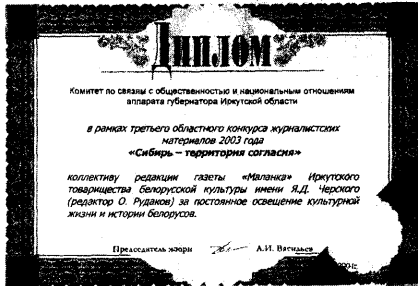 Диплом
Комитет по связям с общественностью и национальным отношениям
аппарата губернатора Иркутской области
в рамках третьего областного конкурса журналистских
материалов 2003 года
«Сибирь – территория согласия»
коллективу редакции газеты «Маланка» Иркутского
товарищества белорусской культуры имени Я.Д. Черского
(редактор О. Рудаков) за постоянное освещение культурной
жизни и истории белорусов.
Председатель жюри А.И. Васильев